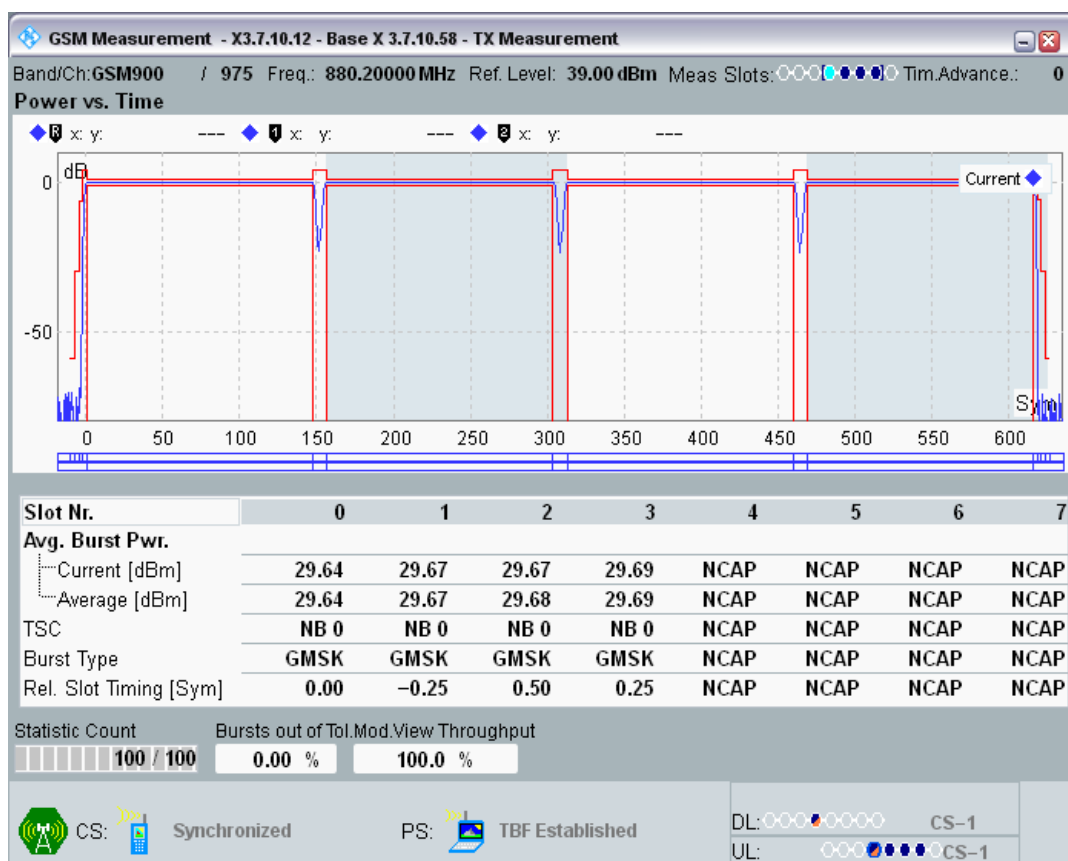 GSM Measurement - X3.7.10.12 - Base X 3.7.10.58 - TX Measurement
Band/Ch:GSM900 / 975 Freq.: 880.20000 MHz Ref. Level: 39.00 dBm Meas Slots: Tim.Advance.: 0
Power vs. Time
R x: y: --- 1 x: y: --- 2 x: y: ---
dB
Current
0
-50
Sym
0 50 100 150 200 250 300 350 400 450 500 550 600
Slot Nr. 0 1 2 3 4 5 6 7
Avg. Burst Pwr.
Current [dBm] 29.64 29.67 29.67 29.69 NCAP NCAP NCAP NCAP
Average [dBm] 29.64 29.67 29.68 29.69 NCAP NCAP NCAP NCAP
TSC NB 0 NB 0 NB 0 NB 0 NCAP NCAP NCAP NCAP
Burst Type GMSK GMSK GMSK GMSK NCAP NCAP NCAP NCAP
Rel. Slot Timing [Sym] 0.00 −0.25 0.50 0.25 NCAP NCAP NCAP NCAP
Statistic Count Bursts out of Tol. Mod.View Throughput
100 / 100 0.00 % 100.0 %
CS: Synchronized PS: TBF Established
DL: CS−1
UL: CS−1